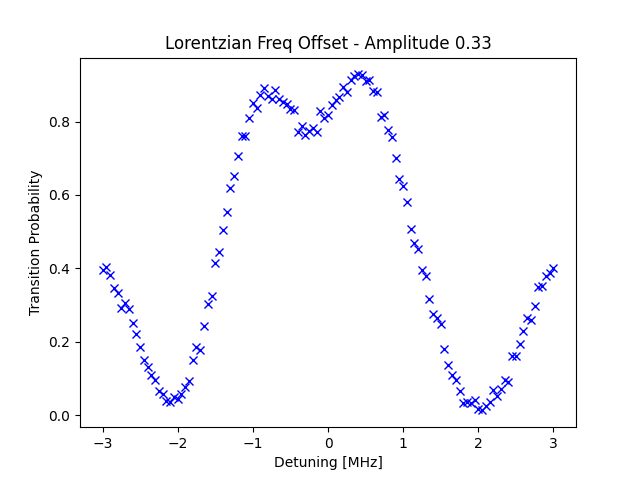 Lorentzian Freq Offset - Amplitude 0.33
0.8
0.6
0.4
0.2
0.0
Transition Probability
−3 −2 −1 0 1 2 3
Detuning [MHz]